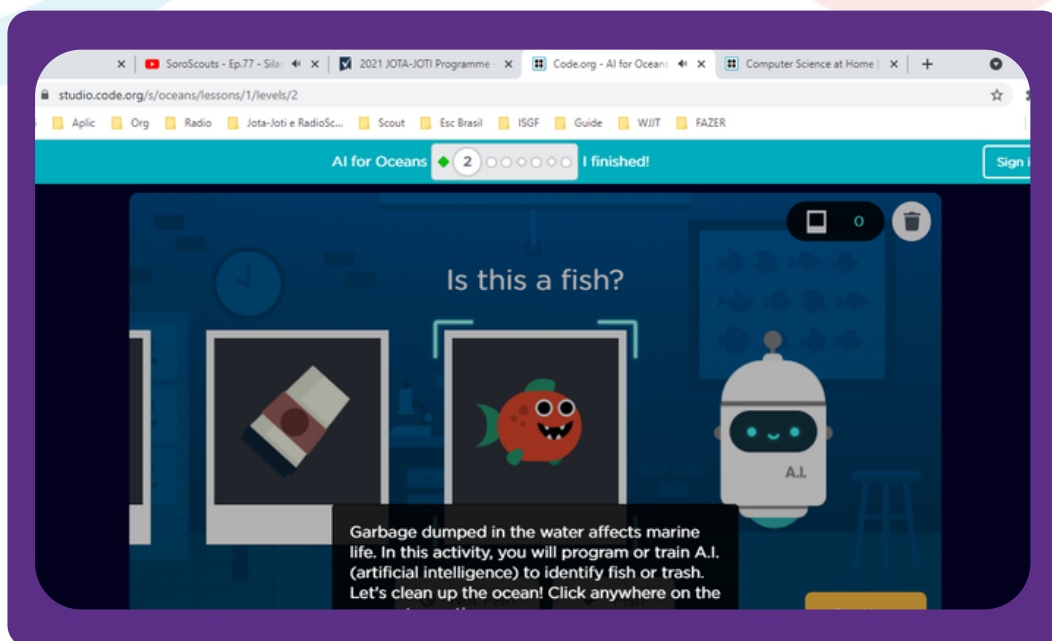 SoroScouts - Ep.77 - Sila
2021 JOTA-JOTI Programme -
Code.org - AI for Oceans
Computer Science at Home |
studio.code.org/s/oceans/lessons/1/levels/2
Aplic Org Radio Jota-Joti e RadioSc... Scout Esc Brasil ISGF Guide WJJT FAZER
AI for Oceans 2 I finished! Sign i
0
Is this a fish?
A.I.
Garbage dumped in the water affects marine
life. In this activity, you will program or train A.I.
(artificial intelligence) to identify fish or trash.
Let's clean up the ocean! Click anywhere on the